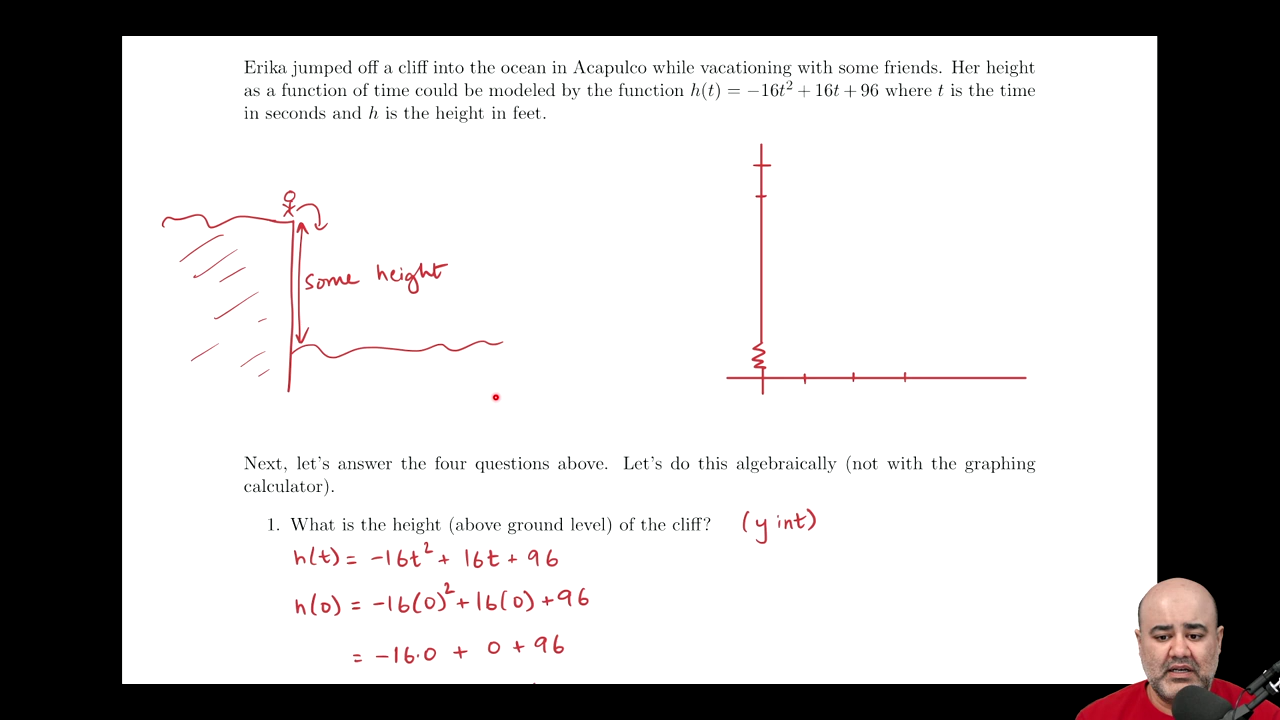 Erika jumped off a cliff into the ocean in Acapulco while vacationing with some friends. Her height
as a function of time could be modeled by the function h(t) = −16t² + 16t + 96 where t is the time
in seconds and h is the height in feet.
some height
Next, let's answer the four questions above. Let's do this algebraically (not with the graphing
calculator).
1. What is the height (above ground level) of the cliff? (y int)
h(t) = -16t² + 16t + 96
h(0) = -16(0)² + 16(0) + 96
= -16·0 + 0 + 96